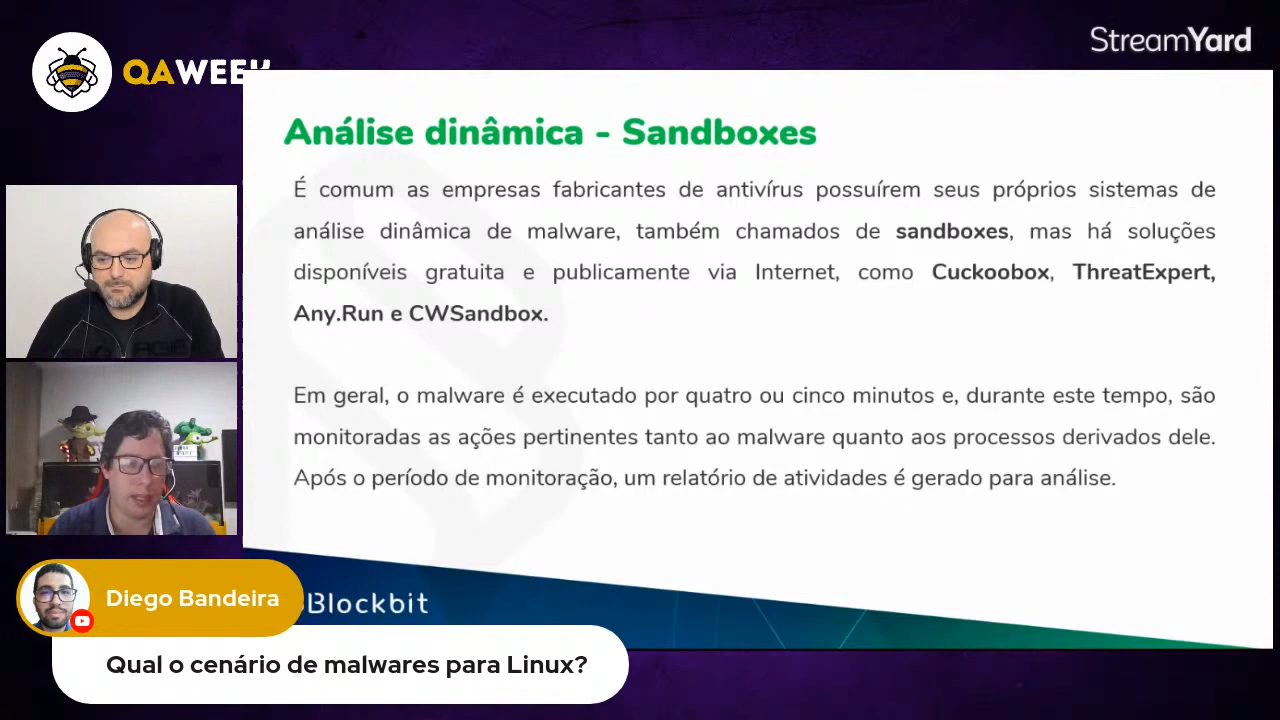 StreamYard
QAWEEK
Análise dinâmica - Sandboxes
É comum as empresas fabricantes de antivírus possuírem seus próprios sistemas de
análise dinâmica de malware, também chamados de sandboxes, mas há soluções
disponíveis gratuita e publicamente via Internet, como Cuckoobox, ThreatExpert,
Any.Run e CWSandbox.
Em geral, o malware é executado por quatro ou cinco minutos e, durante este tempo, são
monitoradas as ações pertinentes tanto ao malware quanto aos processos derivados dele.
Após o período de monitoração, um relatório de atividades é gerado para análise.
Blockbit
Diego Bandeira
Qual o cenário de malwares para Linux?